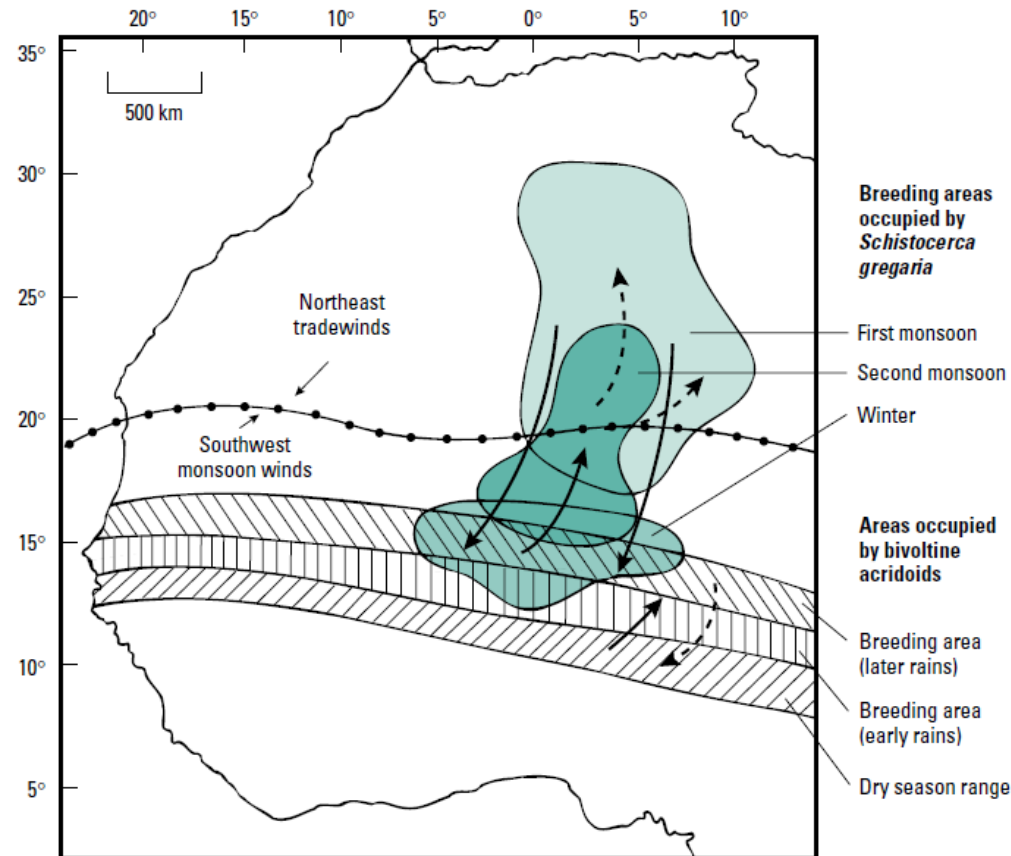 20°
15°
10°
5°
0°
5°
10°
35°
30°
25°
20°
15°
10°
5°
500 km
Northeast
tradewinds
Southwest
monsoon winds
Breeding areas
occupied by
Schistocerca
gregaria
First monsoon
Second monsoon
Winter
Areas occupied
by bivoltine
acridoids
Breeding area
(later rains)
Breeding area
(early rains)
Dry season range